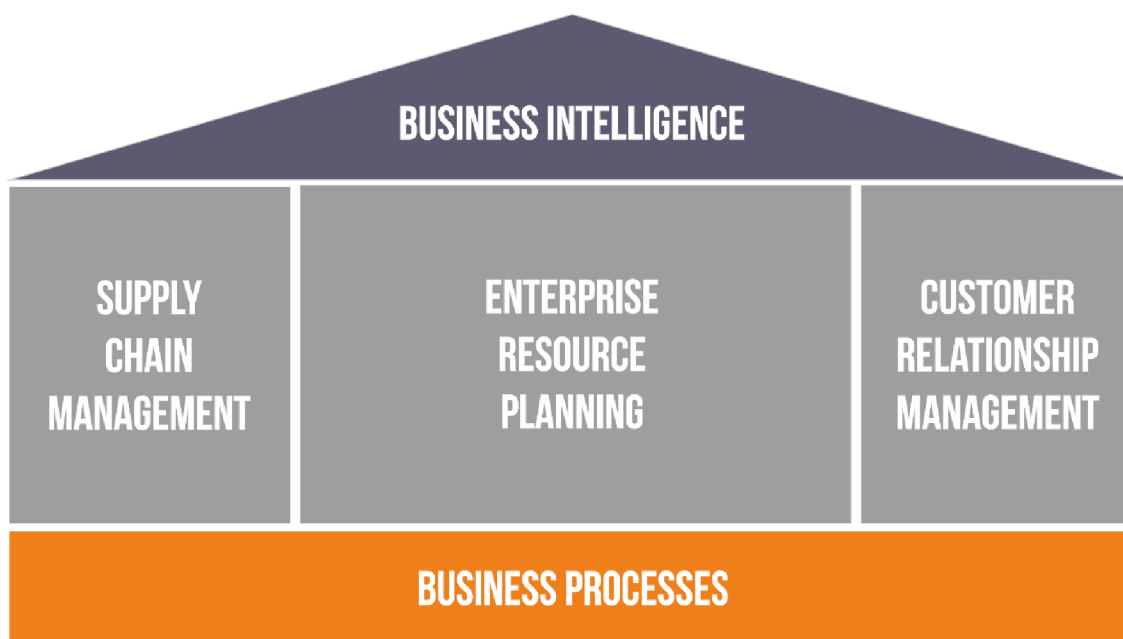 BUSINESS INTELLIGENCE
SUPPLY
CHAIN
MANAGEMENT
ENTERPRISE
RESOURCE
PLANNING
CUSTOMER
RELATIONSHIP
MANAGEMENT
BUSINESS PROCESSES